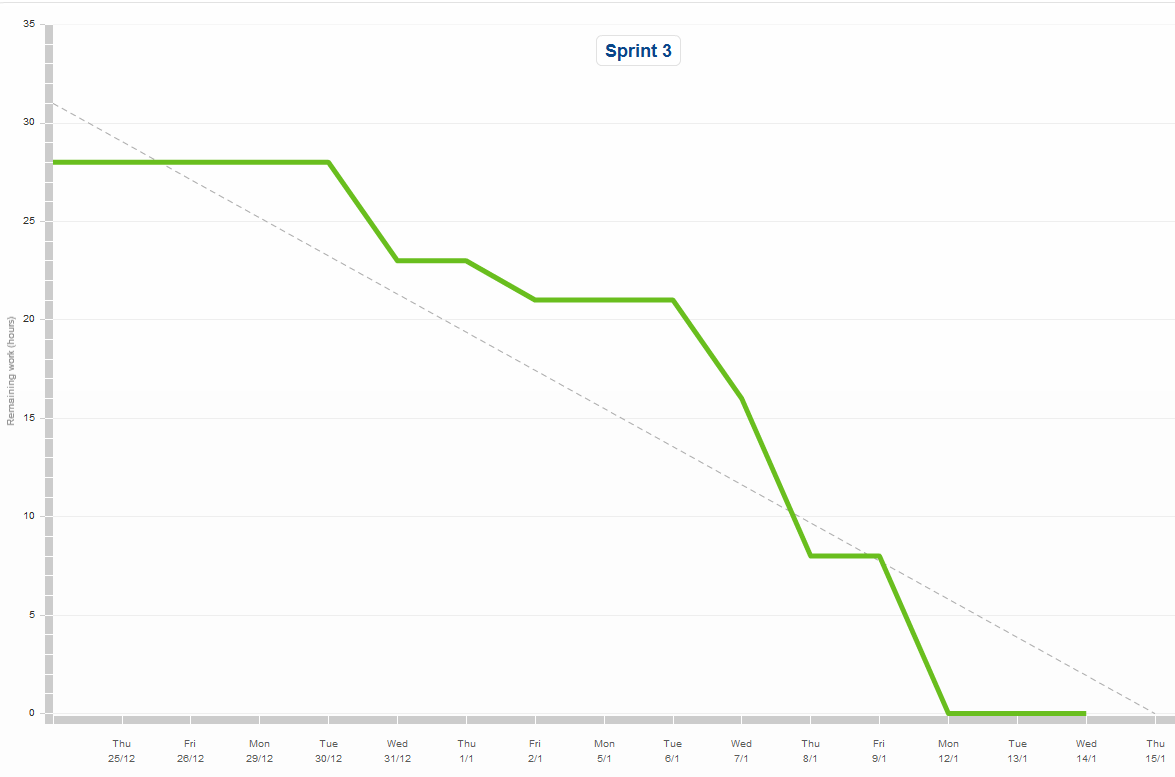 Sprint 3
35
30
25
20
15
10
5
0
Remaining work (hours)
Thu Fri Mon Tue Wed Thu Fri Mon Tue Wed Thu Fri Mon Tue Wed Thu
25/12 26/12 29/12 30/12 31/12 1/1 2/1 5/1 6/1 7/1 8/1 9/1 12/1 13/1 14/1 15/1